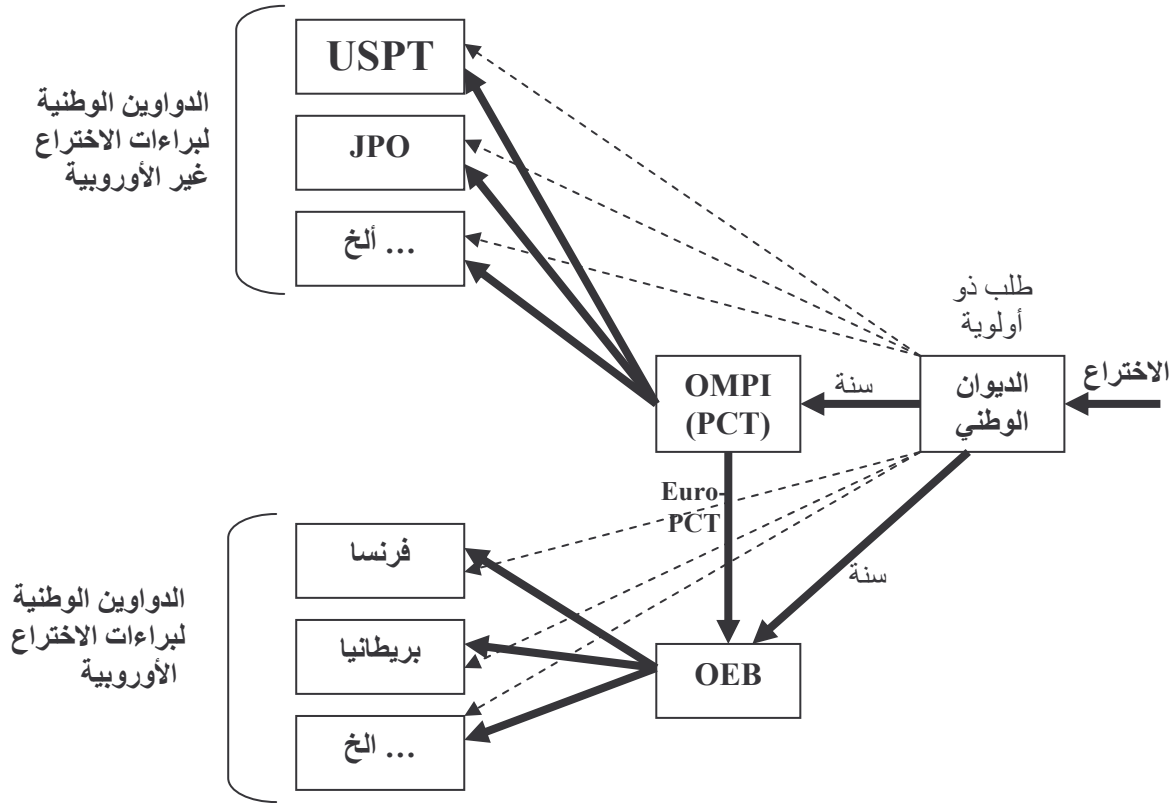 USPT
الدواوين الوطنية
لبراءات الاختراع
غير الأوروبية
JPO
... ألخ
طلب ذو
أولوية
الاختراع
الديوان
الوطني
سنة
OMPI
(PCT)
Euro-
PCT
سنة
فرنسا
الدواوين الوطنية
لبراءات الاختراع
الأوروبية
بريطانيا
OEB
... الخ